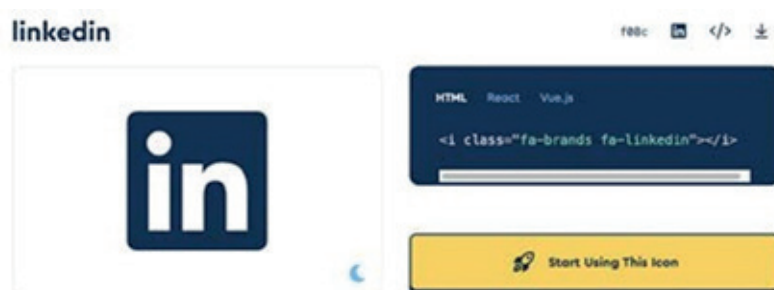 linkedin
f08c
</>
in
HTML React Vue.js
<i class="fa-brands fa-linkedin"></i>
Start Using This Icon